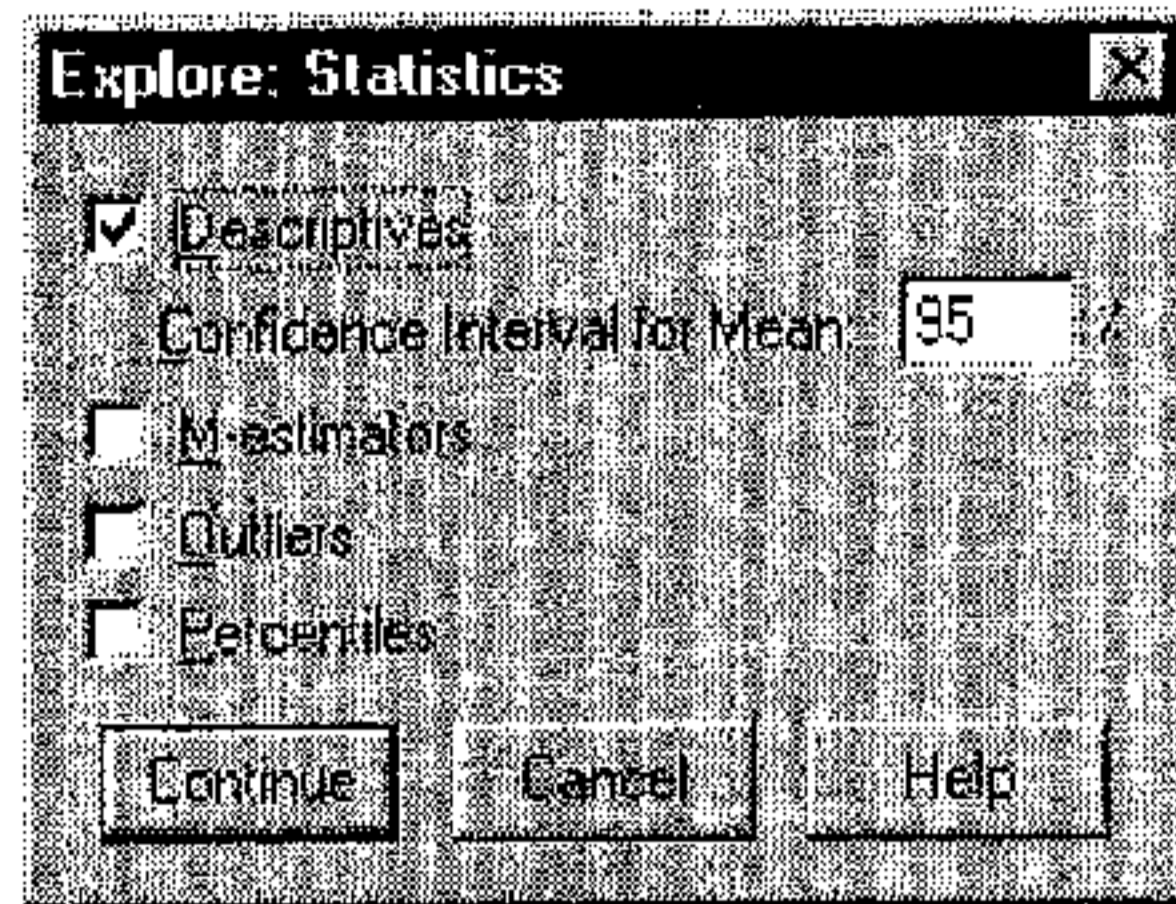 Explore: Statistics
Descriptives
Confidence Interval for Mean: 95 %
M-estimators
Outliers
Percentiles
Continue Cancel Help